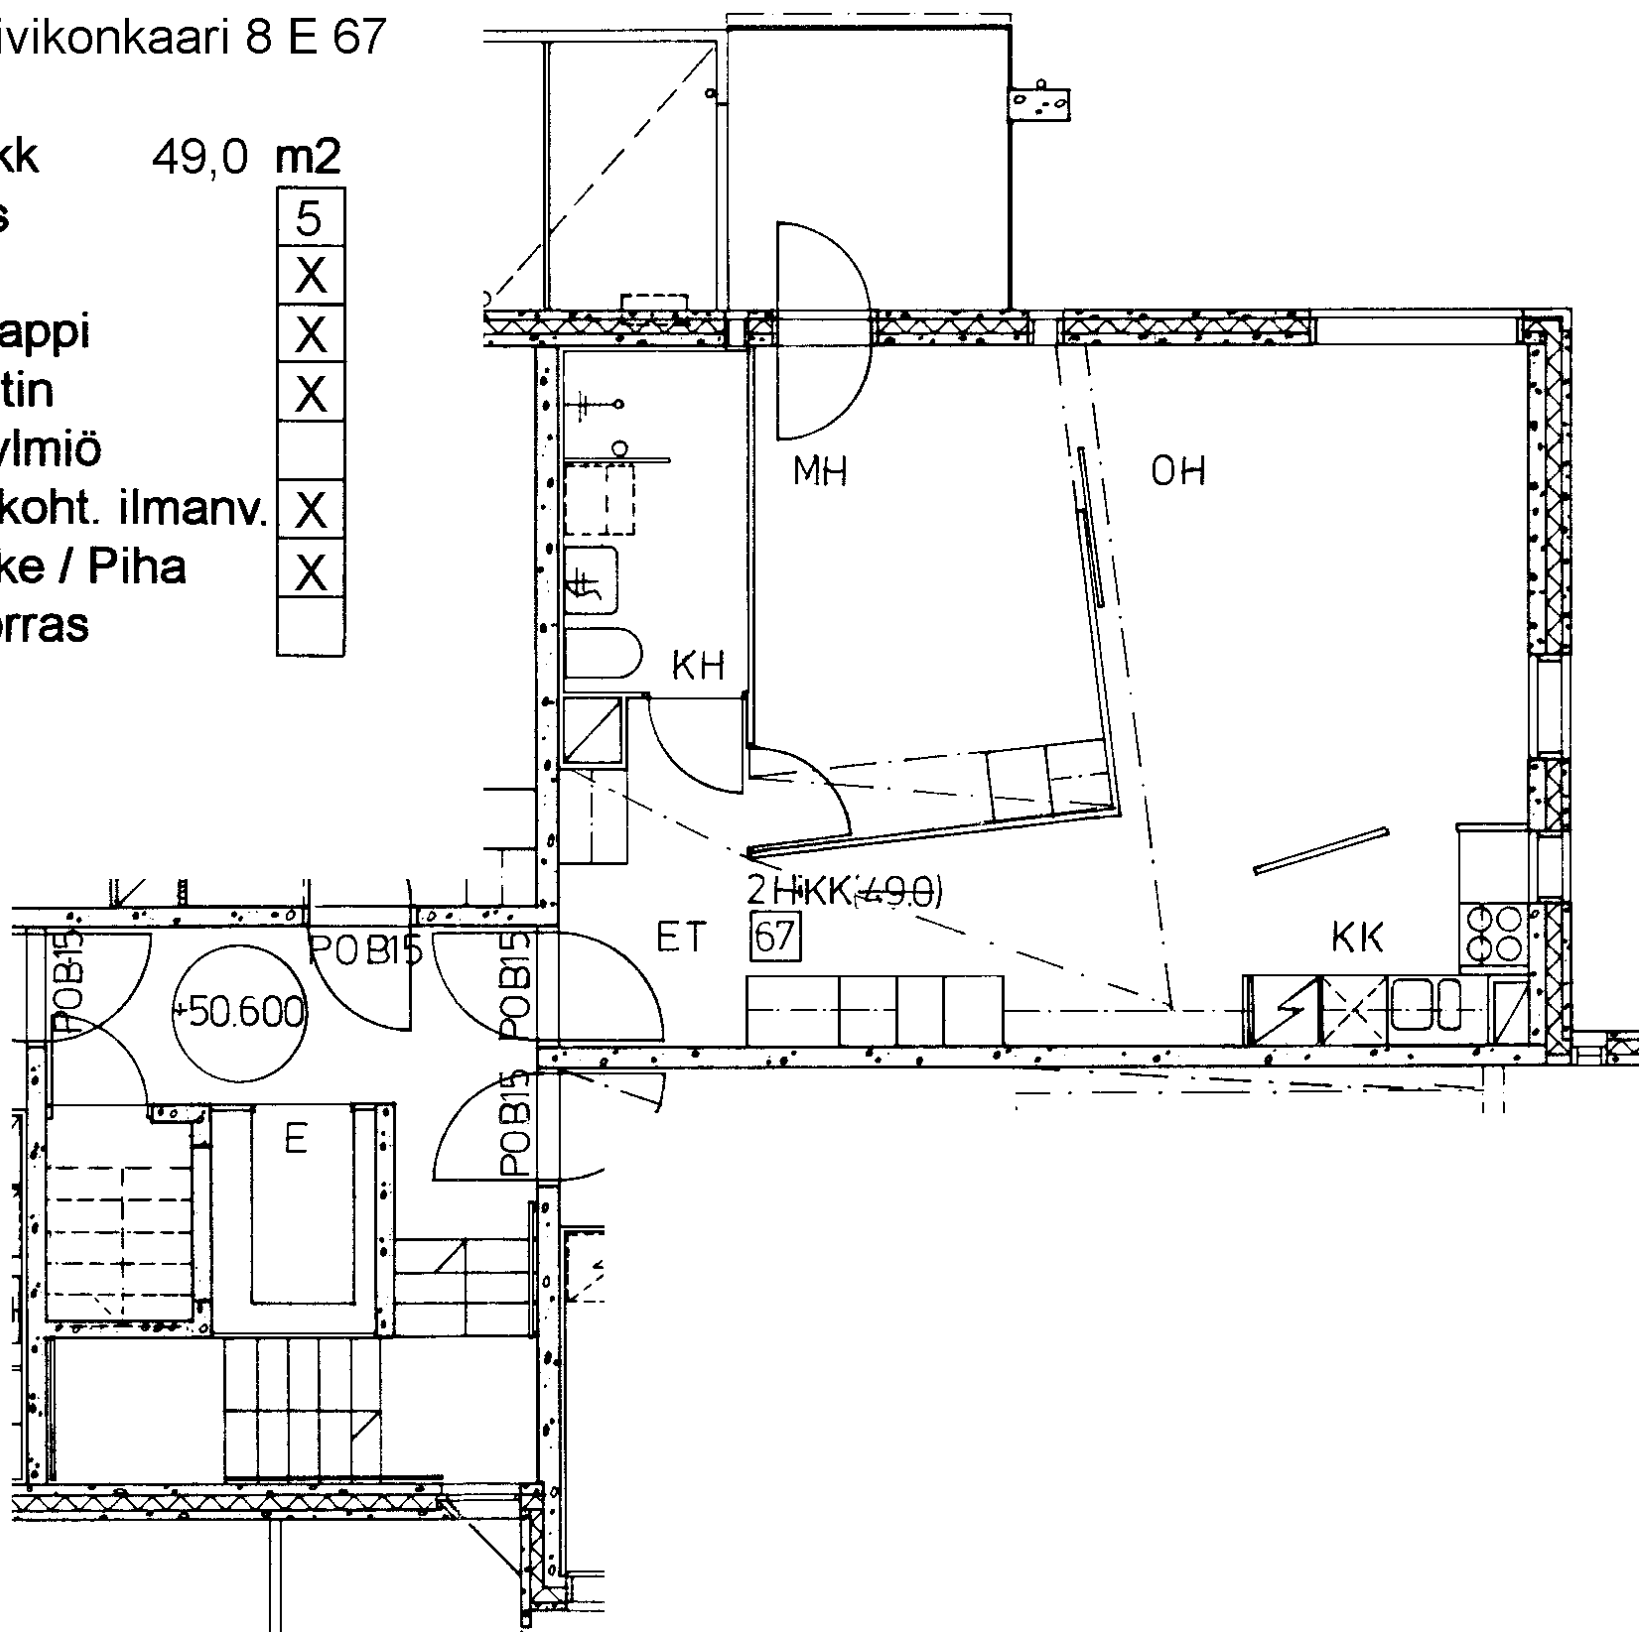 ivikonkaari 8 E 67
kk 49,0 m2
s 5
X
appi X
tin X
ylmiö
koht. ilmanv. X
ke / Piha X
orras
MH
OH
KH
2H+KK(49.0)
ET
67
KK
POB15
POB15
POB15
+50.600
POB15
E